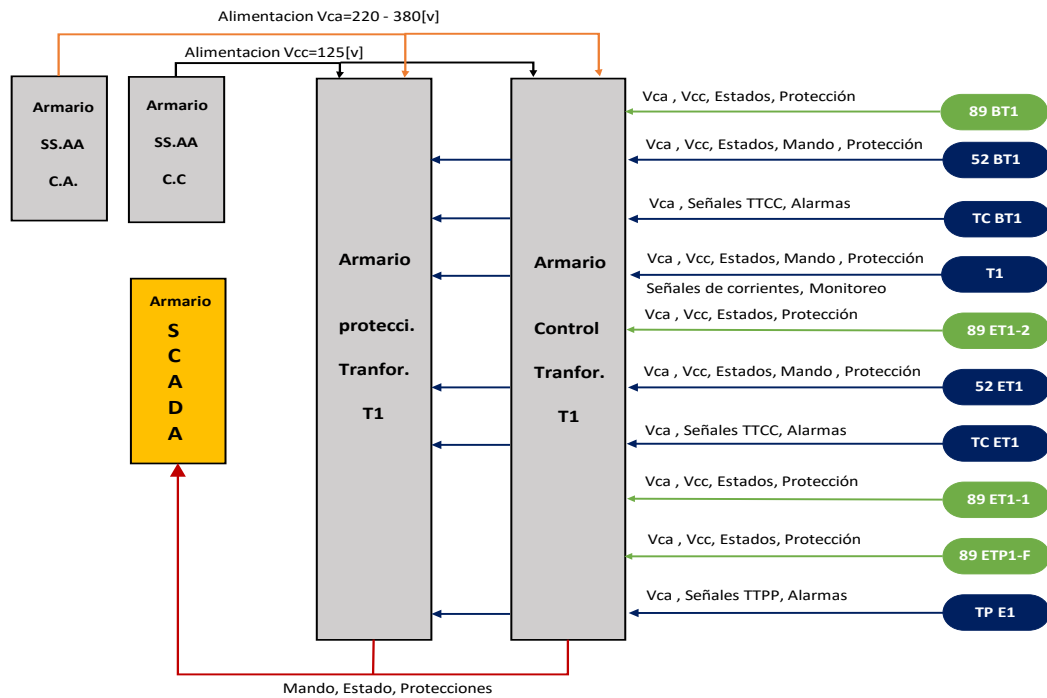 Alimentacion Vca=220 - 380[v]
Alimentacion Vcc=125[v]
Armario
SS.AA
C.A.
Armario
SS.AA
C.C
Armario
S
C
A
D
A
Armario
protecci.
Tranfor.
T1
Armario
Control
Tranfor.
T1
Vca , Vcc, Estados, Protección
89 BT1
Vca , Vcc, Estados, Mando , Protección
52 BT1
Vca , Señales TTCC, Alarmas
TC BT1
Vca , Vcc, Estados, Mando , Protección
T1
Señales de corrientes, Monitoreo
Vca , Vcc, Estados, Protección
89 ET1-2
Vca , Vcc, Estados, Mando , Protección
52 ET1
Vca , Señales TTCC, Alarmas
TC ET1
Vca , Vcc, Estados, Protección
89 ET1-1
Vca , Vcc, Estados, Protección
89 ETP1-F
Vca , Señales TTPP, Alarmas
TP E1
Mando, Estado, Protecciones